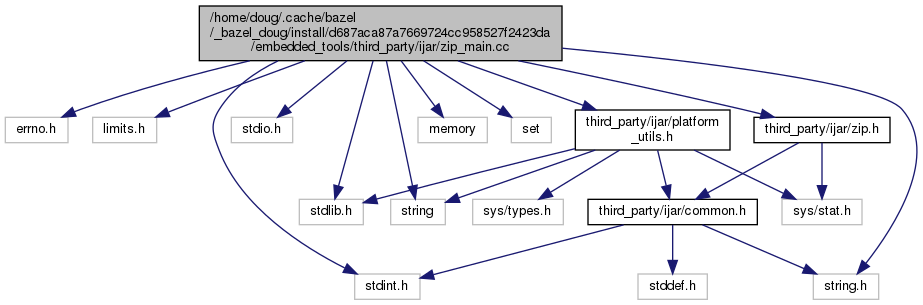 /home/doug/.cache/bazel
/_bazel_doug/install/d687aca87a7669724cc958527f2423da
/embedded_tools/third_party/ijar/zip_main.cc
errno.h
limits.h
stdio.h
memory
set
third_party/ijar/platform
_utils.h
third_party/ijar/zip.h
stdlib.h
string
sys/types.h
third_party/ijar/common.h
sys/stat.h
stdint.h
stddef.h
string.h